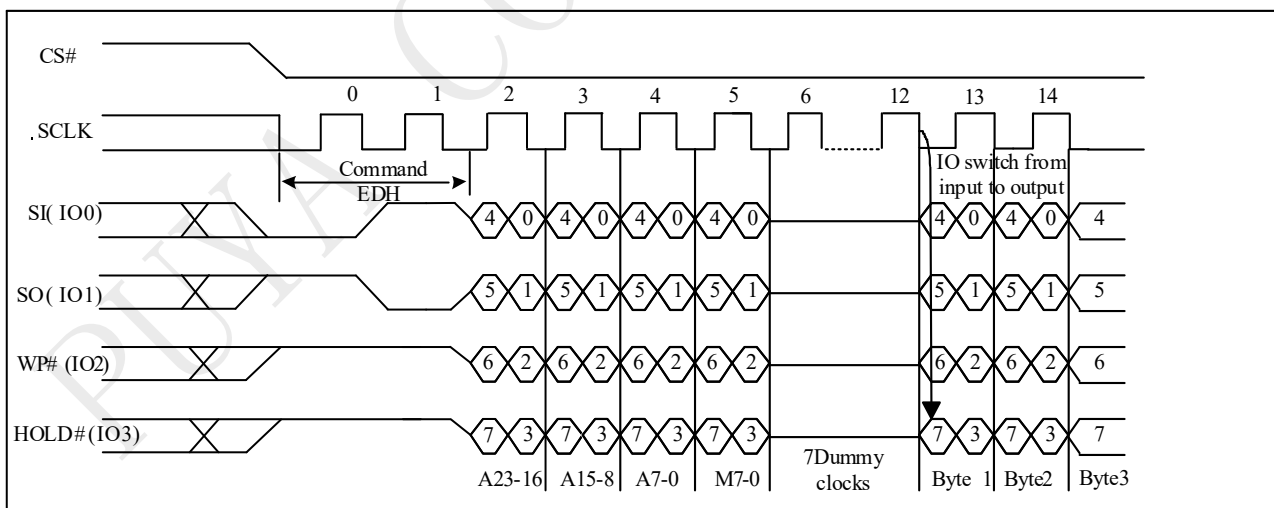 PUYA CO
CS#
0 1 2 3 4 5 6 12 13 14
SCLK
Command
EDH
IO switch from
input to output
SI( IO0)
4 0 4 0 4 0 4 0 4 0 4 0 4
SO( IO1)
5 1 5 1 5 1 5 1 5 1 5 1 5
WP# (IO2)
6 2 6 2 6 2 6 2 6 2 6 2 6
HOLD# (IO3)
7 3 7 3 7 3 7 3 7 3 7 3 7
A23-16 A15-8 A7-0 M7-0
7Dummy
clocks
Byte 1 Byte2 Byte3